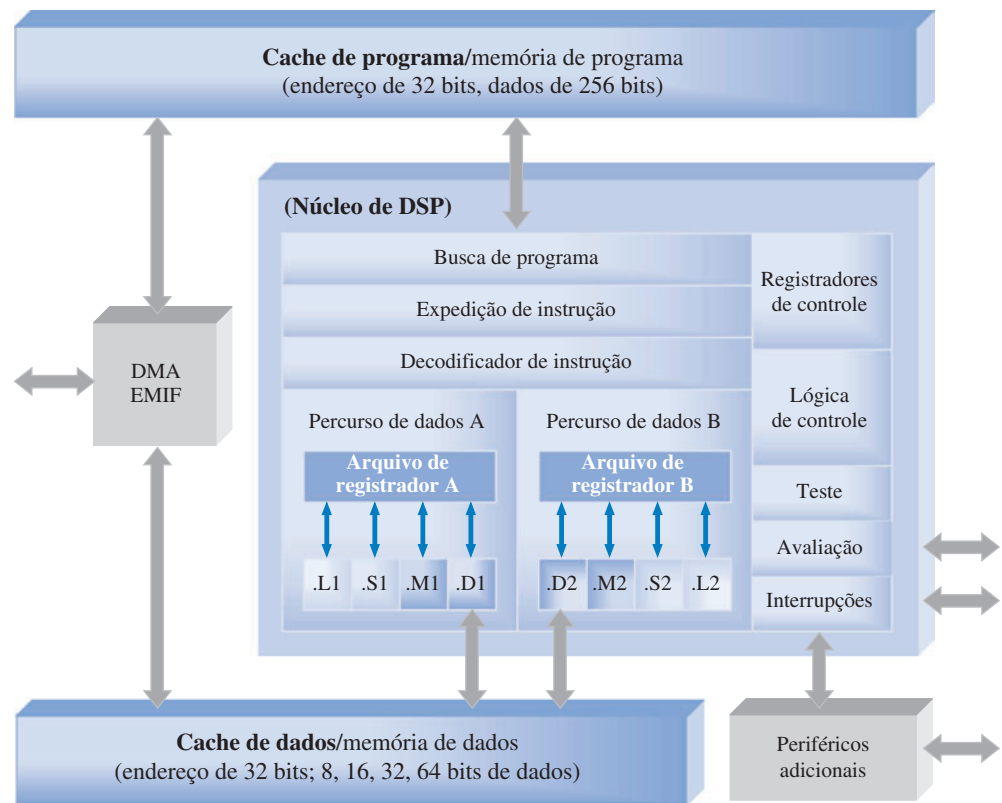 Cache de programa/memória de programa
(endereço de 32 bits, dados de 256 bits)
(Núcleo de DSP)
Busca de programa
Expedição de instrução
Decodificador de instrução
Registradores
de controle
Lógica
de controle
Teste
Avaliação
Interrupções
DMA
EMIF
Percurso de dados A
Arquivo de
registrador A
.L1 .S1 .M1 .D1
Percurso de dados B
Arquivo de
registrador B
.D2 .M2 .S2 .L2
Cache de dados/memória de dados
(endereço de 32 bits; 8, 16, 32, 64 bits de dados)
Periféricos
adicionais